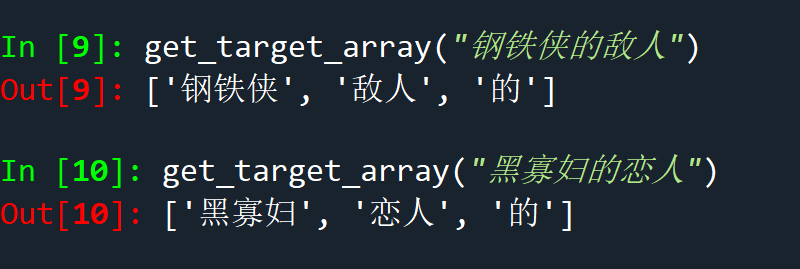 In [9]: get_target_array("钢铁侠的敌人")
Out[9]: ['钢铁侠', '敌人', '的']
In [10]: get_target_array("黑寡妇的恋人")
Out[10]: ['黑寡妇', '恋人', '的']